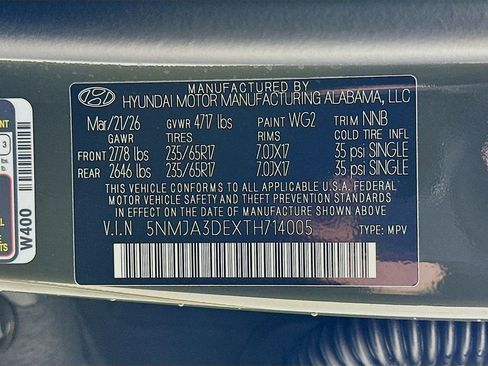 MANUFACTURED BY
HYUNDAI MOTOR MANUFACTURING ALABAMA, LLC
Mar/21/26 GVWR 4717 lbs PAINT WG2 TRIM NNB
GAWR TIRES RIMS COLD TIRE INFL
FRONT 2778 lbs 235/65R17 7.0JX17 35 psi SINGLE
REAR 2646 lbs 235/65R17 7.0JX17 35 psi SINGLE
THIS VEHICLE CONFORMS TO ALL APPLICABLE U.S.A. FEDERAL
MOTOR VEHICLE SAFETY AND THEFT PREVENTION STANDARDS
IN EFFECT ON THE DATE OF MANUFACTURE SHOWN ABOVE.
V.I.N 5NMJA3DEXTH714005 TYPE: MPV
3
W400